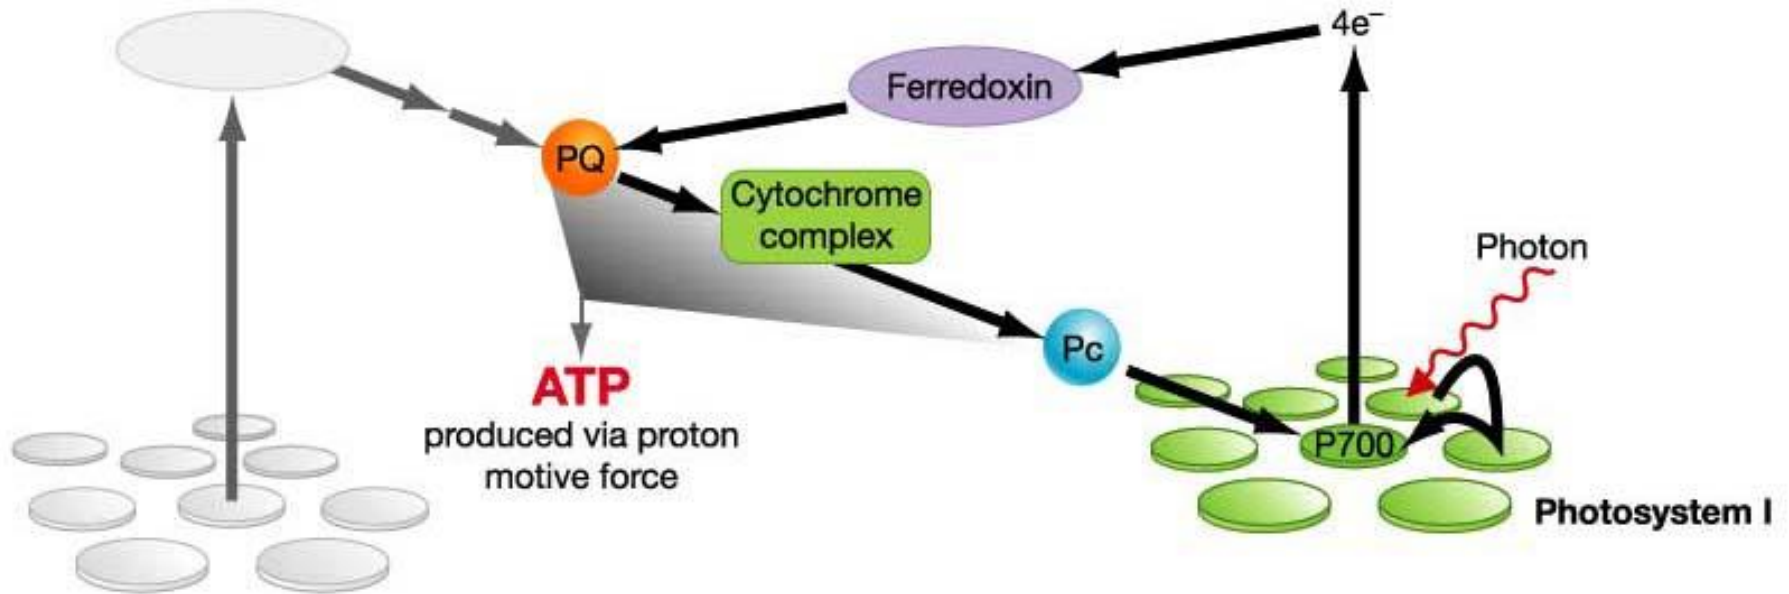 4e⁻
Ferredoxin
PQ
Cytochrome
complex
Photon
Pc
ATP
produced via proton
motive force
P700
Photosystem I